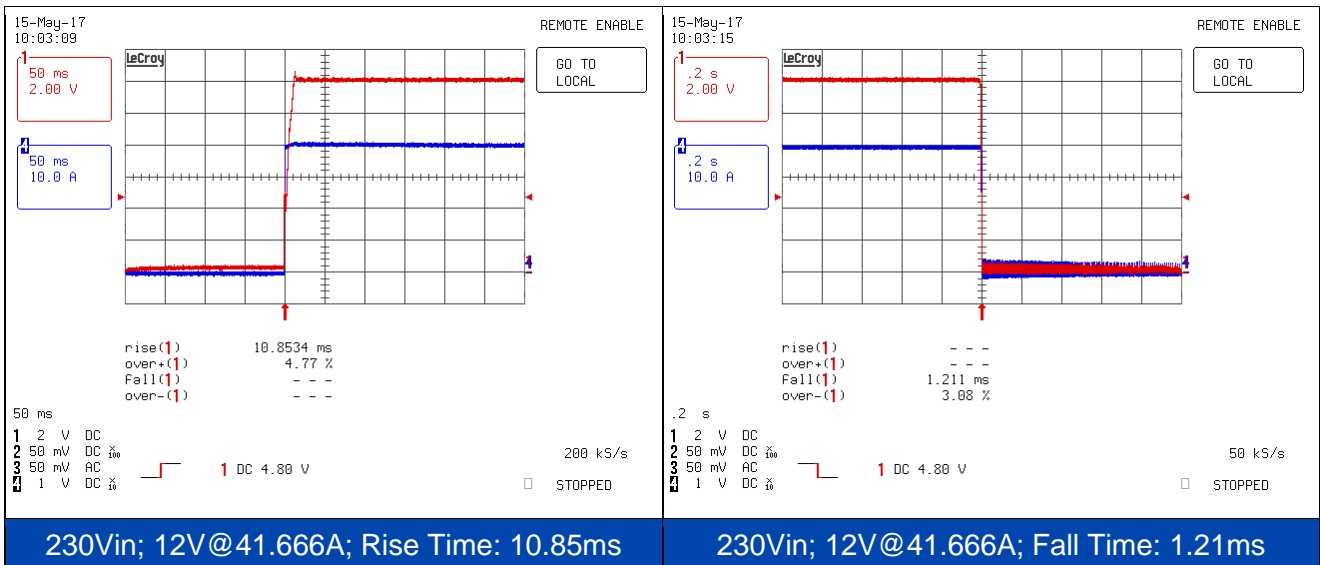 15-May-17
10:03:09
REMOTE ENABLE
LeCroy
1
50 ms
2.00 V
GO TO
LOCAL
4
50 ms
10.0 A
4
rise(1) 10.8534 ms
over+(1) 4.77 %
Fall(1) - - -
over-(1) - - -
50 ms
1 2 V DC
2 50 mV DC X100
3 50 mV AC
4 1 V DC X10
1 DC 4.80 V
200 kS/s
STOPPED
230Vin; 12V@41.666A; Rise Time: 10.85ms
15-May-17
10:03:15
REMOTE ENABLE
LeCroy
1
.2 s
2.00 V
GO TO
LOCAL
4
.2 s
10.0 A
4
rise(1) - - -
over+(1) - - -
Fall(1) 1.211 ms
over-(1) 3.08 %
.2 s
1 2 V DC
2 50 mV DC X100
3 50 mV AC
4 1 V DC X10
1 DC 4.80 V
50 kS/s
STOPPED
230Vin; 12V@41.666A; Fall Time: 1.21ms